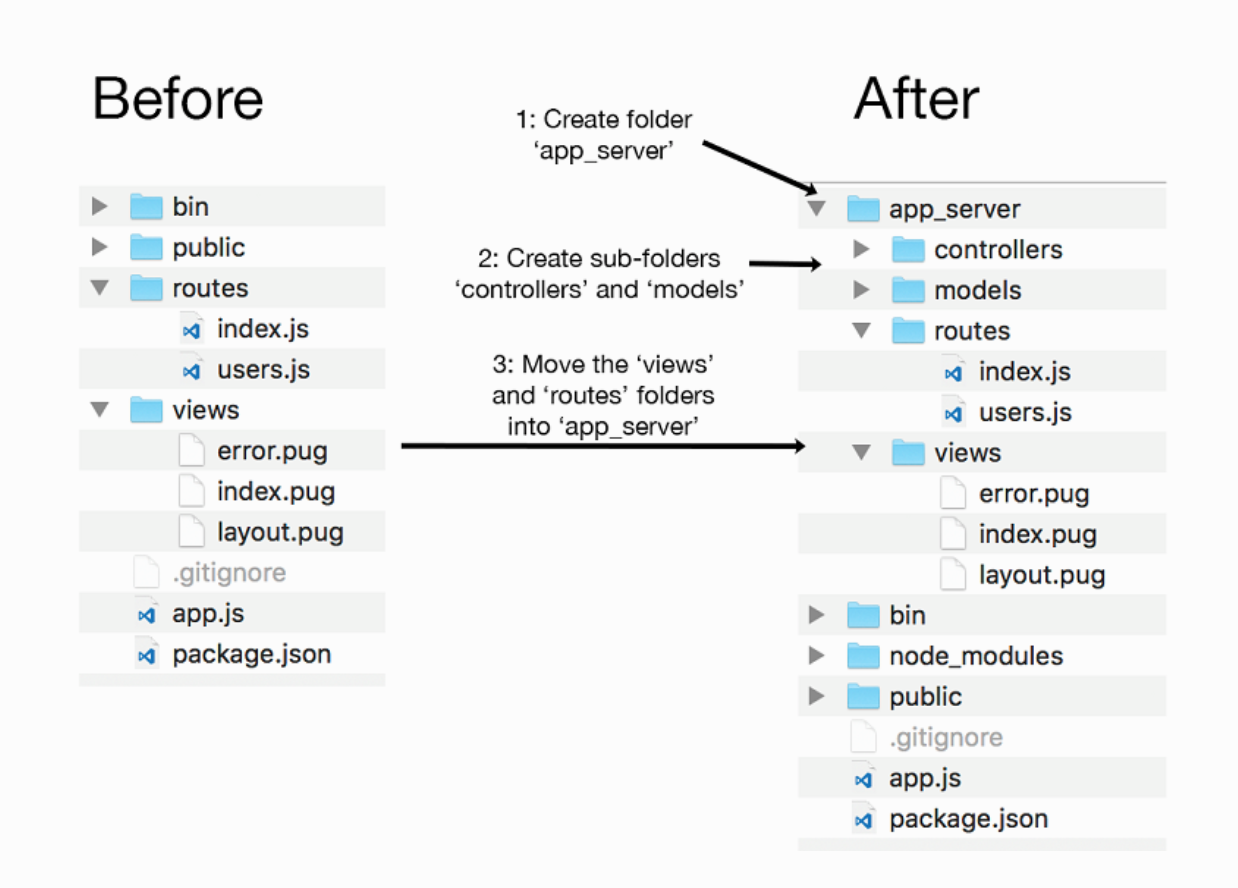 Before
After
1: Create folder
‘app_server’
2: Create sub-folders
‘controllers’ and ‘models’
3: Move the ‘views’
and ‘routes’ folders
into ‘app_server’
bin
public
routes
index.js
users.js
views
error.pug
index.pug
layout.pug
.gitignore
app.js
package.json
app_server
controllers
models
routes
index.js
users.js
views
error.pug
index.pug
layout.pug
bin
node_modules
public
.gitignore
app.js
package.json